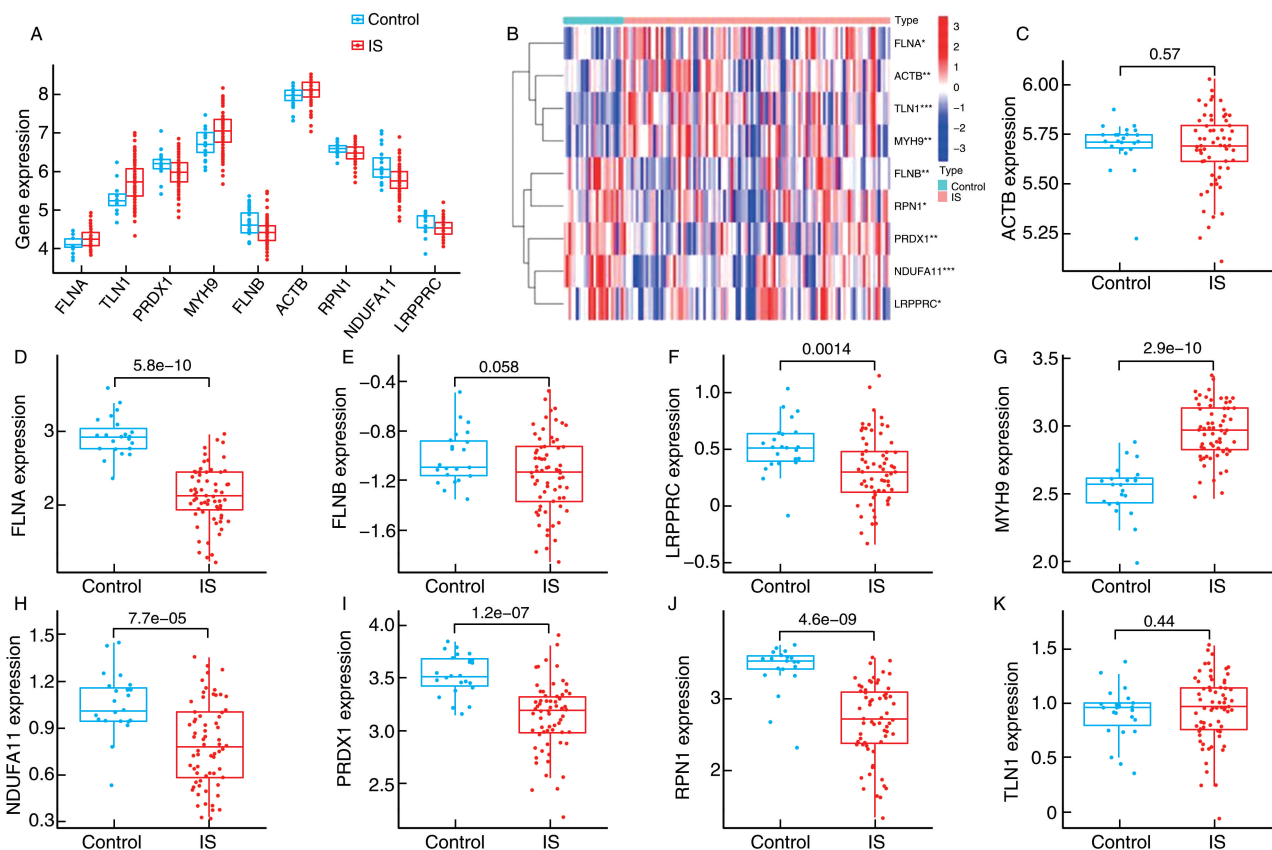 A
Control
IS
Gene expression
8
7
6
5
4
FLNA
TLN1
PRDX1
MYH9
FLNB
ACTB
RPN1
NDUFA11
LRPPRC
B
Type
FLNA*
ACTB**
TLN1***
MYH9**
FLNB**
RPN1*
PRDX1**
NDUFA11***
LRPPRC*
3
2
1
0
−1
−2
−3
Type
Control
IS
C
0.57
ACTB expression
6.00
5.75
5.50
5.25
Control IS
D
5.8e−10
FLNA expression
3
2
Control IS
E
0.058
FLNB expression
−0.4
−0.8
−1.2
−1.6
Control IS
F
0.0014
LRPPRC expression
1.0
0.5
0
−0.5
Control IS
G
2.9e−10
MYH9 expression
3.5
3.0
2.5
2.0
Control IS
H
7.7e−05
NDUFA11 expression
1.5
1.2
0.9
0.6
0.3
Control IS
I
1.2e−07
PRDX1 expression
4.0
3.5
3.0
2.5
Control IS
J
4.6e−09
RPN1 expression
3
2
Control IS
K
0.44
TLN1 expression
1.5
1.0
0.5
0
Control IS